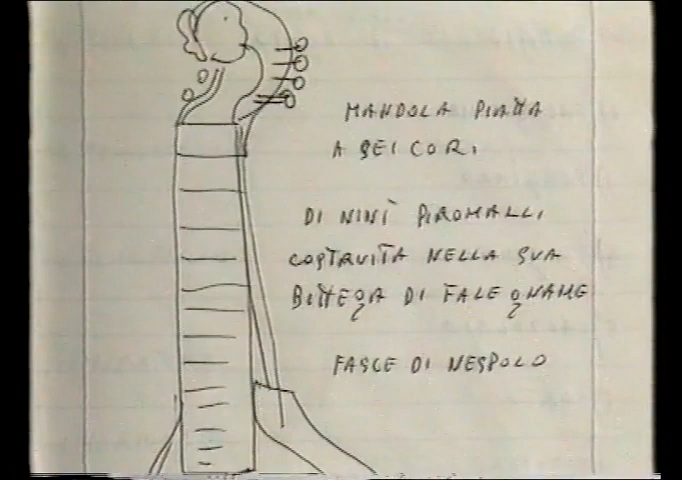 MANDOLA PIATTA
A SEI CORI
DI NINÌ PIROMALLI
COSTRUITA NELLA SUA
BOTTEGA DI FALEGNAME
FASCE DI NESPOLO